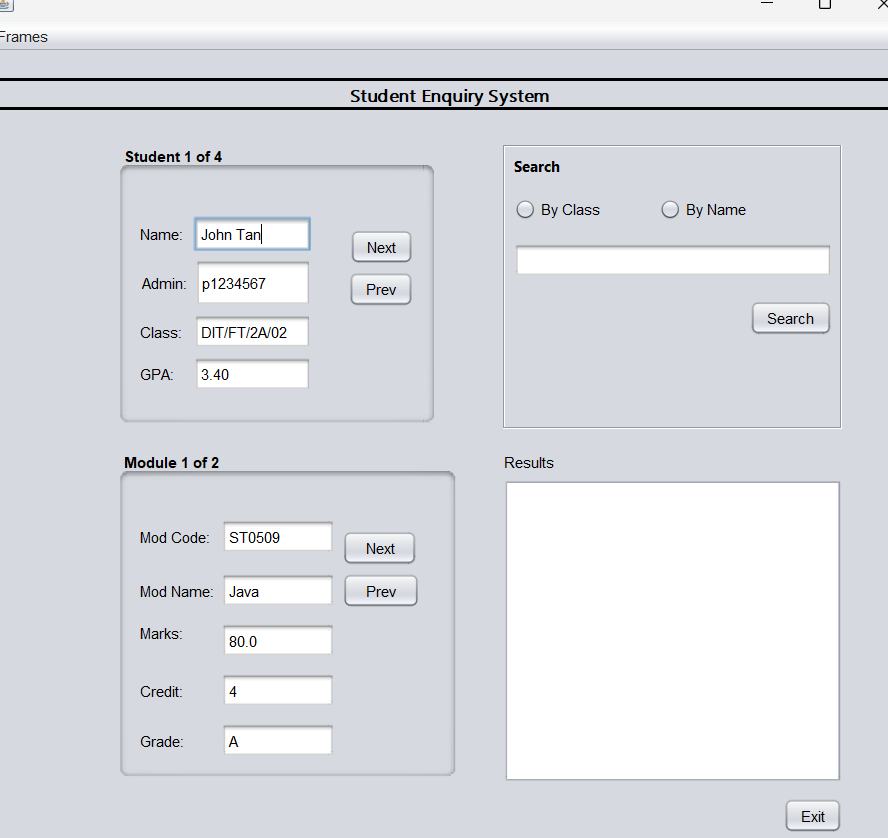 Frames
Student Enquiry System
Student 1 of 4
Name: John Tan
Next
Admin: p1234567
Prev
Class: DIT/FT/2A/02
GPA: 3.40
Search
By Class By Name
Search
Module 1 of 2
Mod Code: ST0509
Next
Mod Name: Java
Prev
Marks: 80.0
Credit: 4
Grade: A
Results
Exit